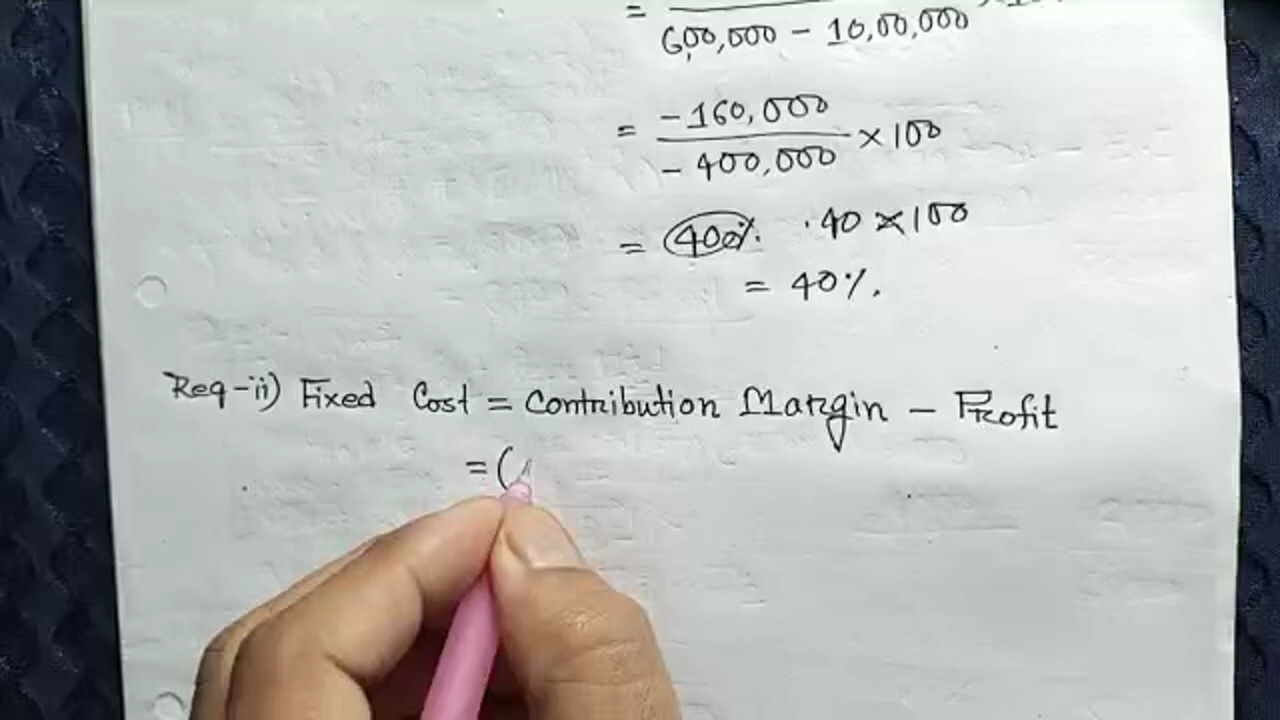 =
600,000 - 10,00,000
= -160,000
- 400,000 × 100
= 400% .40 × 100
= 40%.
Req-ii) Fixed Cost = Contribution Margin - Profit
= (